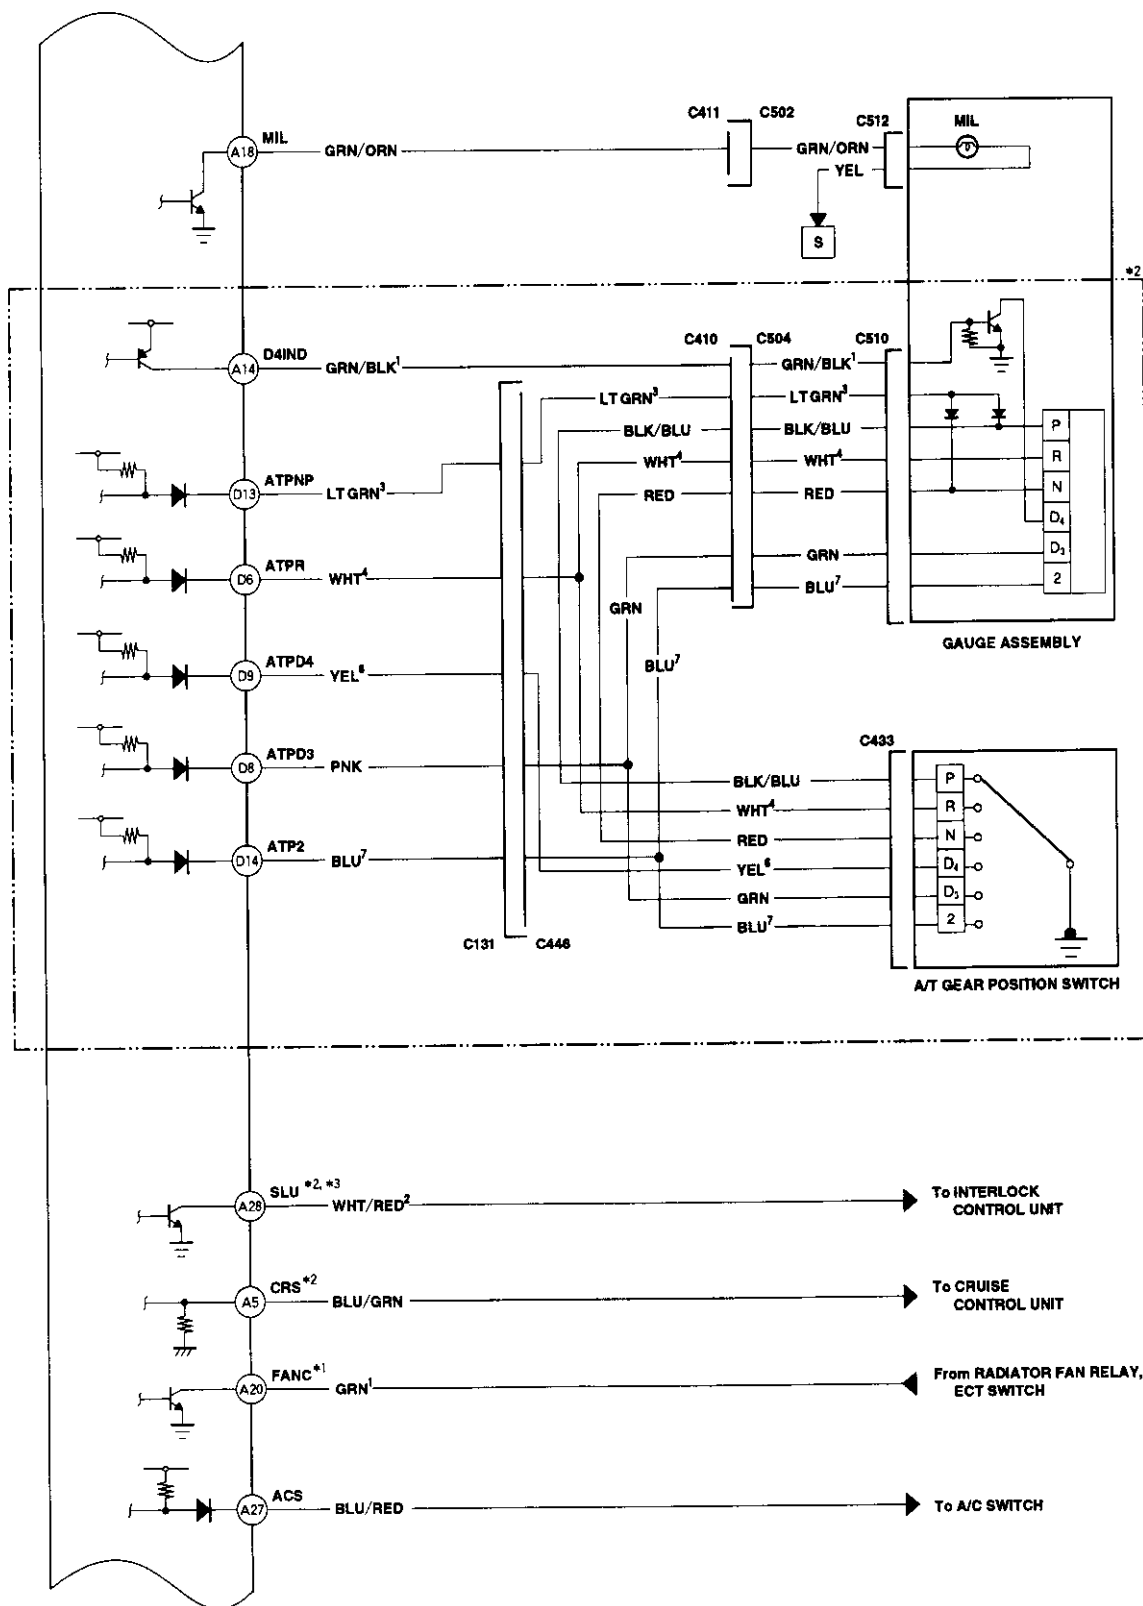 C411 C502
C512
MIL
MIL
A18
GRN/ORN
GRN/ORN
YEL
S
*2
D4IND
A14
GRN/BLK1
C410 C504
C510
GRN/BLK1
LT GRN3
LT GRN3
BLK/BLU
BLK/BLU
P
WHT4
WHT4
R
ATPNP
D13
LT GRN3
RED
RED
N
D4
GRN
D3
ATPR
D6
WHT4
BLU7
2
GRN
GAUGE ASSEMBLY
ATPD4
D9
YEL6
BLU7
C433
ATPD3
D8
PNK
BLK/BLU
P
WHT4
R
RED
N
ATP2
D14
BLU7
YEL6
D4
GRN
D3
BLU7
2
C131 C446
A/T GEAR POSITION SWITCH
SLU *2, *3
A28
WHT/RED2
To INTERLOCK
CONTROL UNIT
CRS*2
A5
BLU/GRN
To CRUISE
CONTROL UNIT
FANC*1
A20
GRN1
From RADIATOR FAN RELAY,
ECT SWITCH
ACS
A27
BLU/RED
To A/C SWITCH